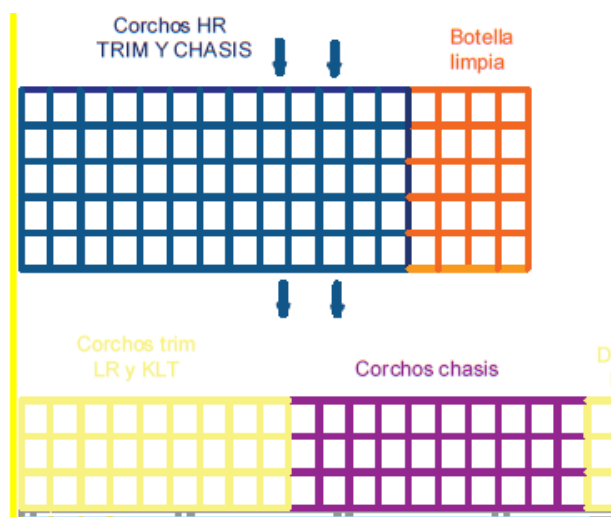 Corchos HR
TRIM Y CHASIS
Botella
limpia
Corchos trim
LR y KLT
Corchos chasis